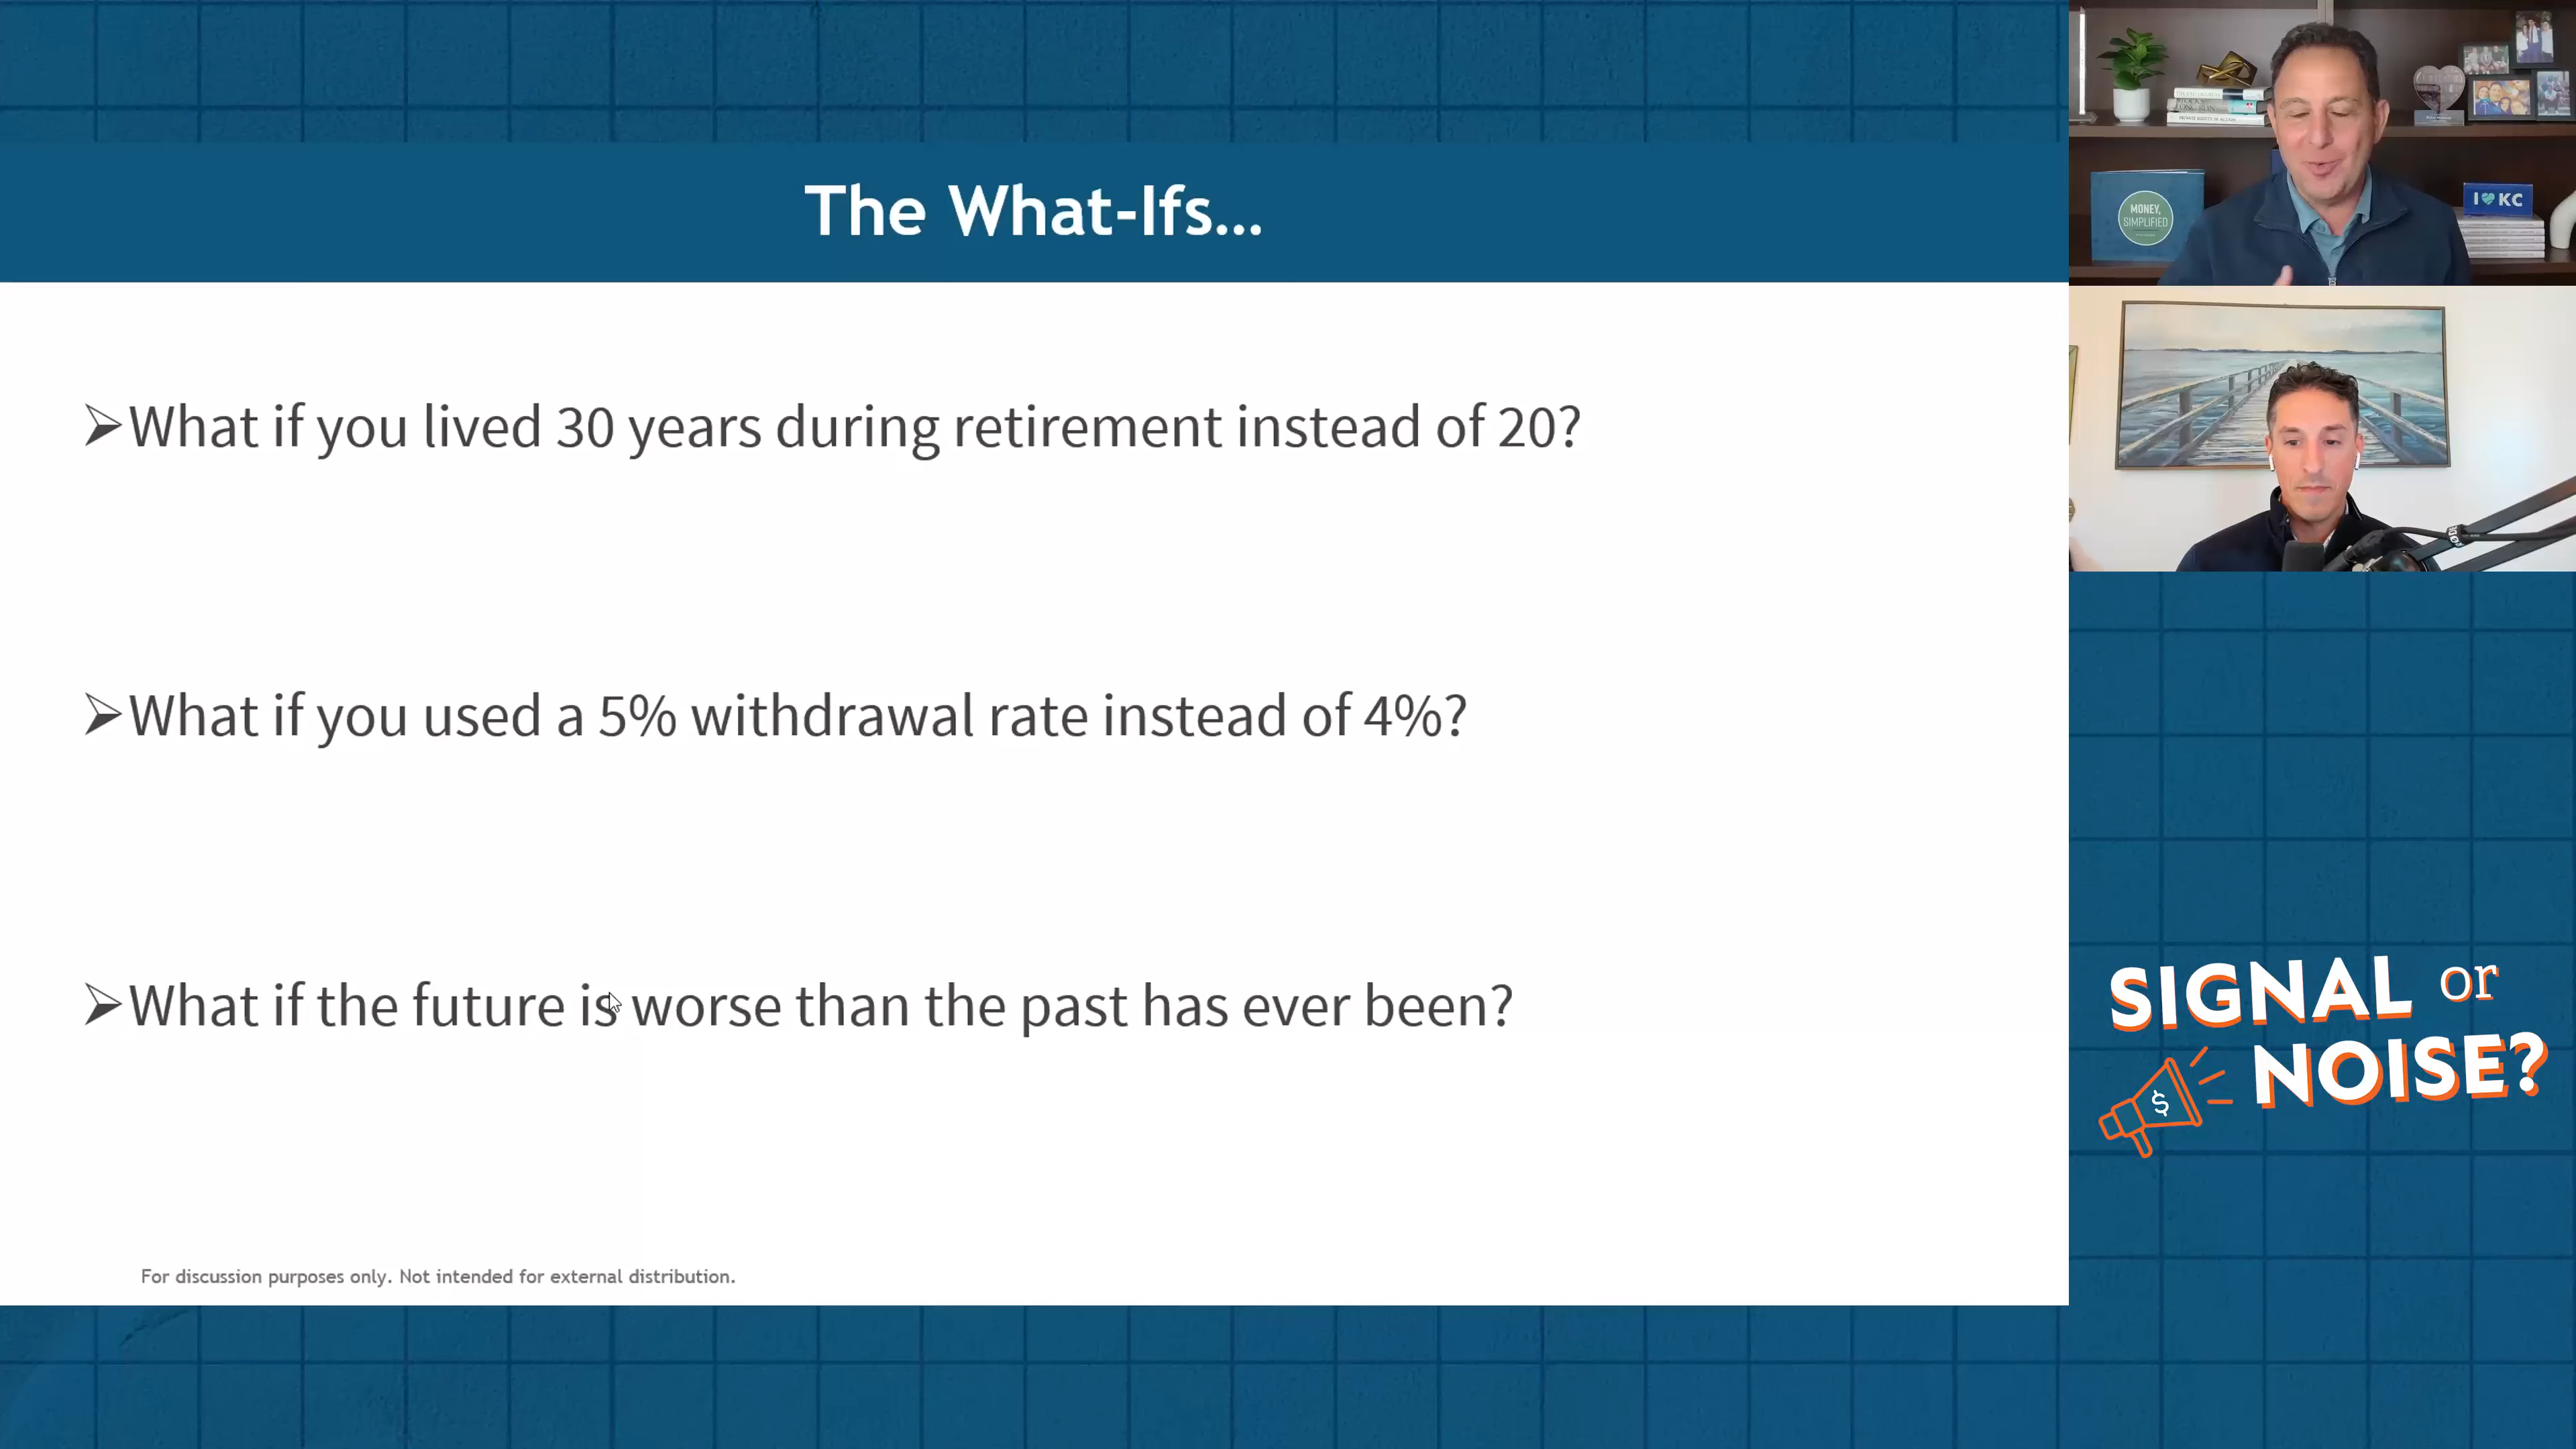 The What-Ifs...
➢What if you lived 30 years during retirement instead of 20?
➢What if you used a 5% withdrawal rate instead of 4%?
➢What if the future is worse than the past has ever been?
For discussion purposes only. Not intended for external distribution.
MONEY,
SIMPLIFIED
I 💚 KC
SIGNAL or
NOISE?
$